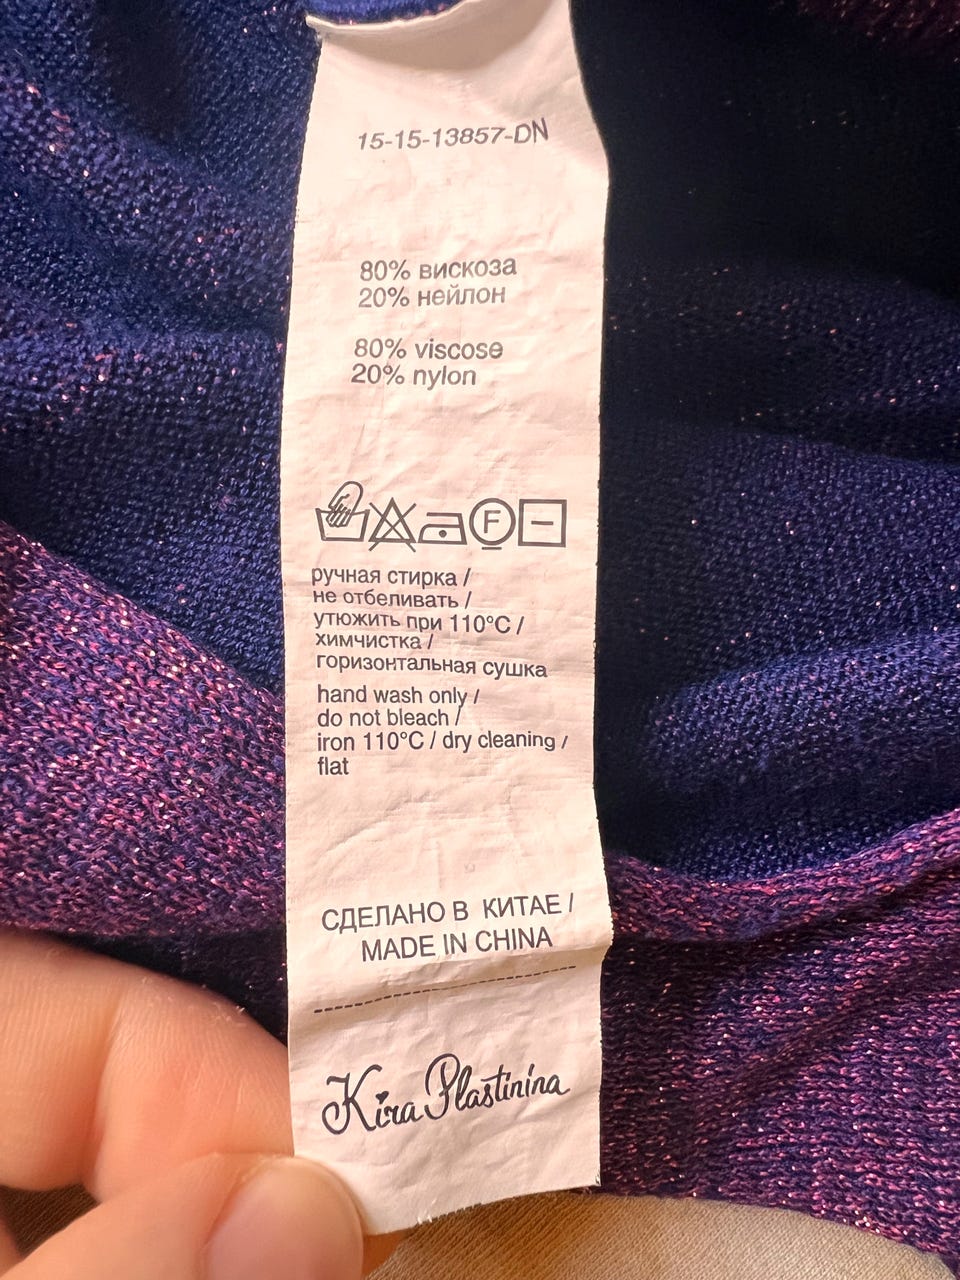 15-15-13857-DN
80% вискоза
20% нейлон
80% viscose
20% nylon
F
ручная стирка /
не отбеливать /
утюжить при 110°C /
химчистка /
горизонтальная сушка
hand wash only /
do not bleach /
iron 110°C / dry cleaning /
flat
СДЕЛАНО В КИТАЕ /
MADE IN CHINA
Kira Plastinina